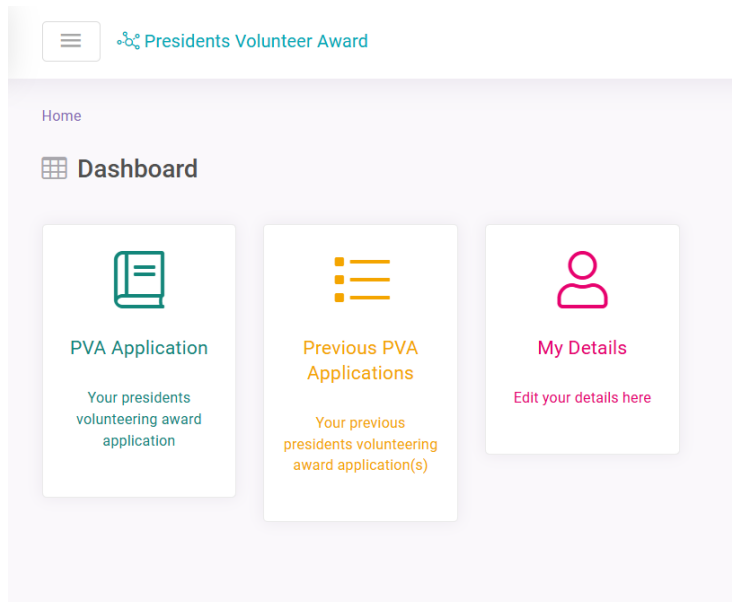 Presidents Volunteer Award
Home
Dashboard
PVA Application
Your presidents
volunteering award
application
Previous PVA
Applications
Your previous
presidents volunteering
award application(s)
My Details
Edit your details here